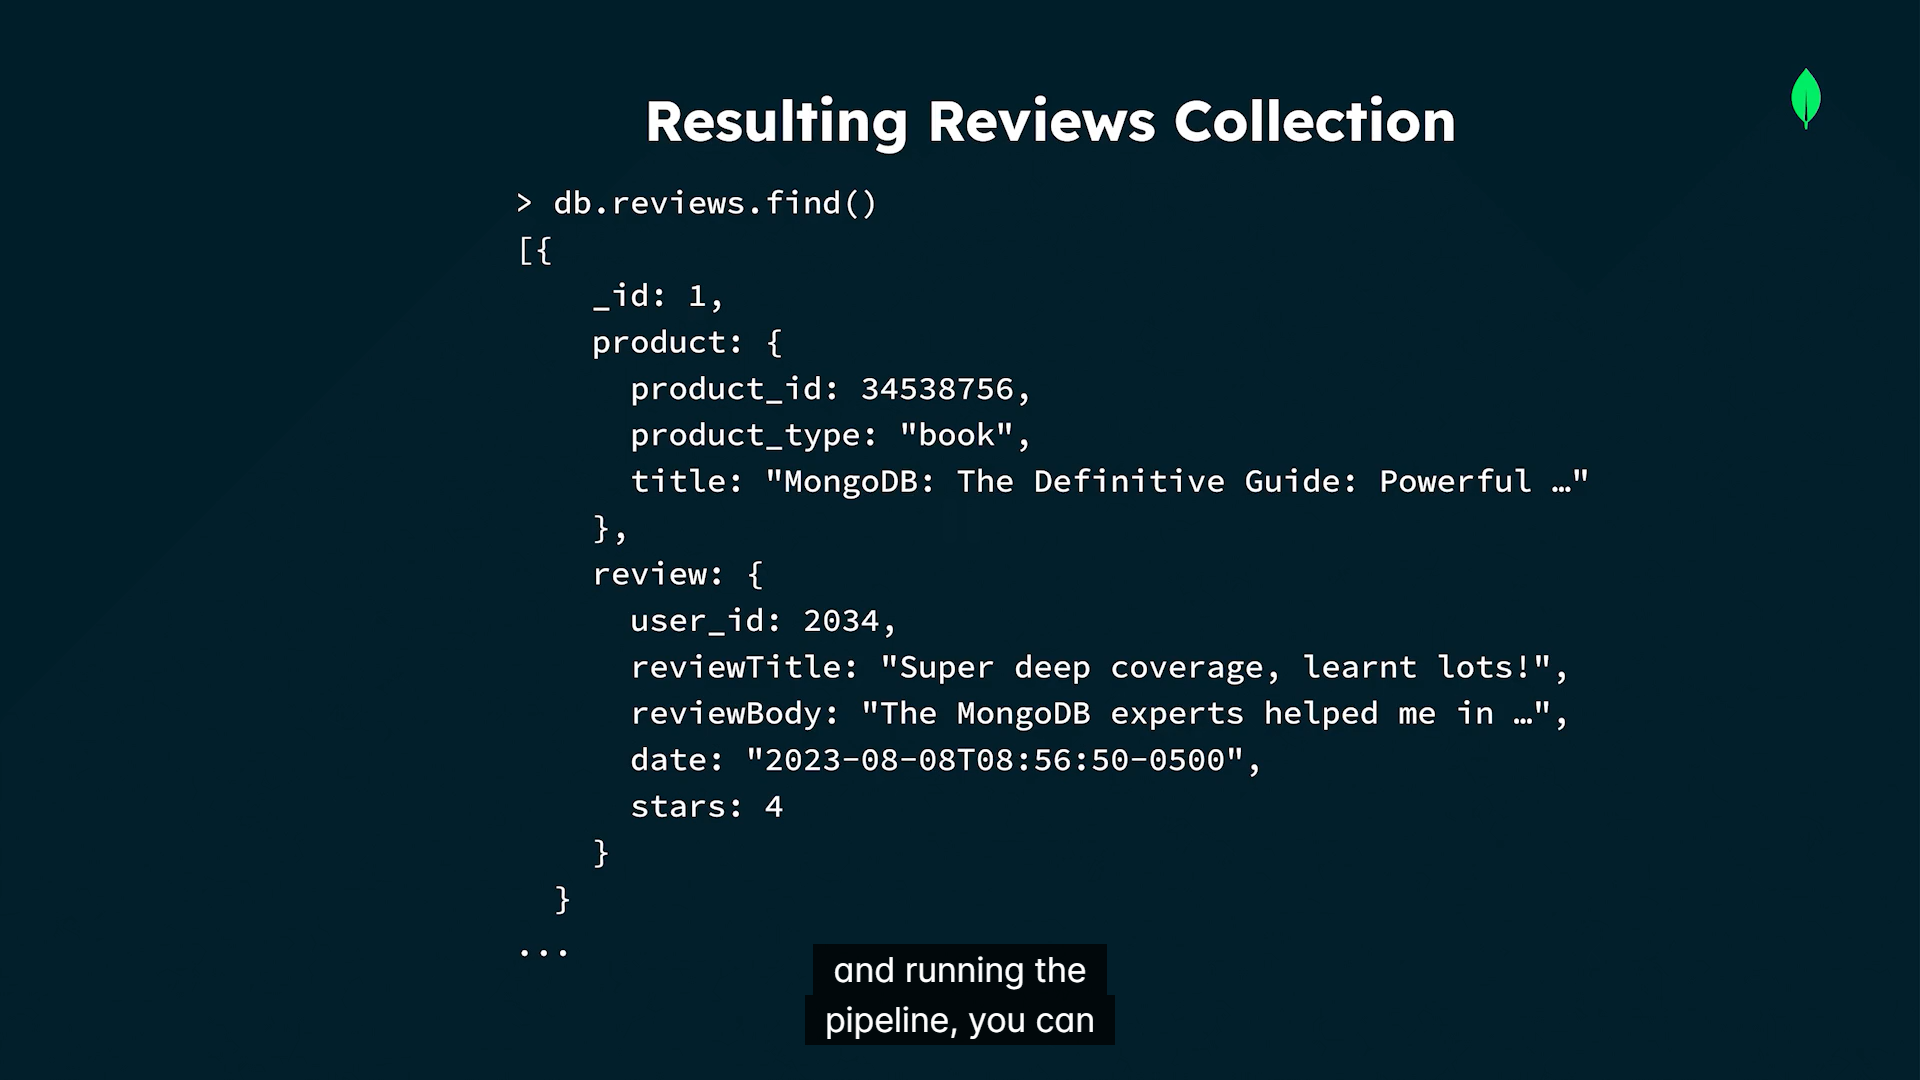 Resulting Reviews Collection
> db.reviews.find()
[{
_id: 1,
product: {
product_id: 34538756,
product_type: "book",
title: "MongoDB: The Definitive Guide: Powerful …"
},
review: {
user_id: 2034,
reviewTitle: "Super deep coverage, learnt lots!",
reviewBody: "The MongoDB experts helped me in …",
date: "2023-08-08T08:56:50-0500",
stars: 4
}
}
...
and running the
pipeline, you can